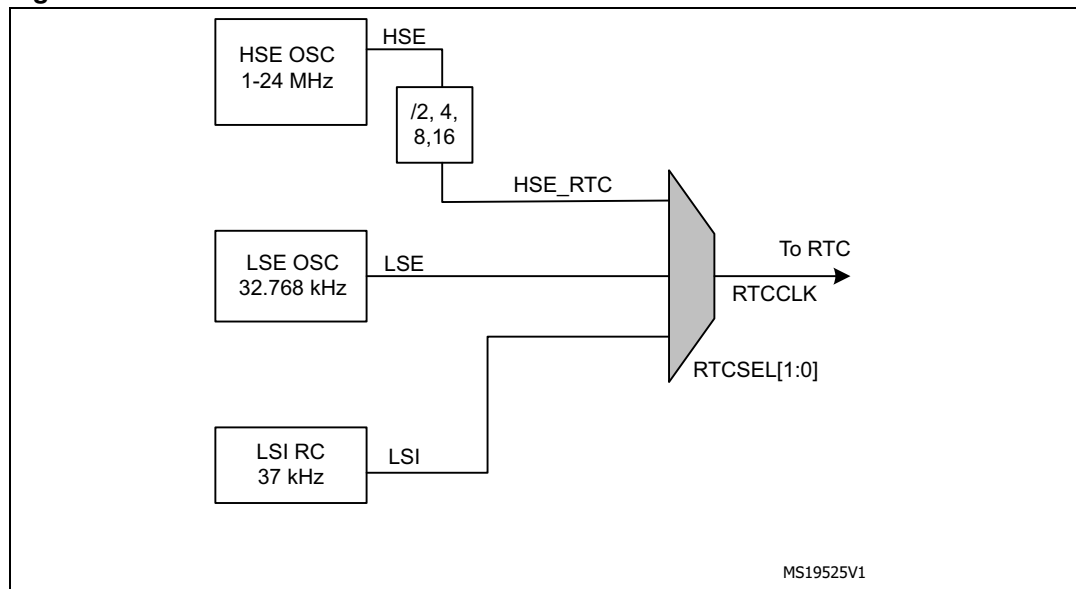 HSE OSC
1-24 MHz
HSE
/2, 4,
8,16
HSE_RTC
LSE OSC
32.768 kHz
LSE
To RTC
RTCCLK
RTCSEL[1:0]
LSI RC
37 kHz
LSI
MS19525V1